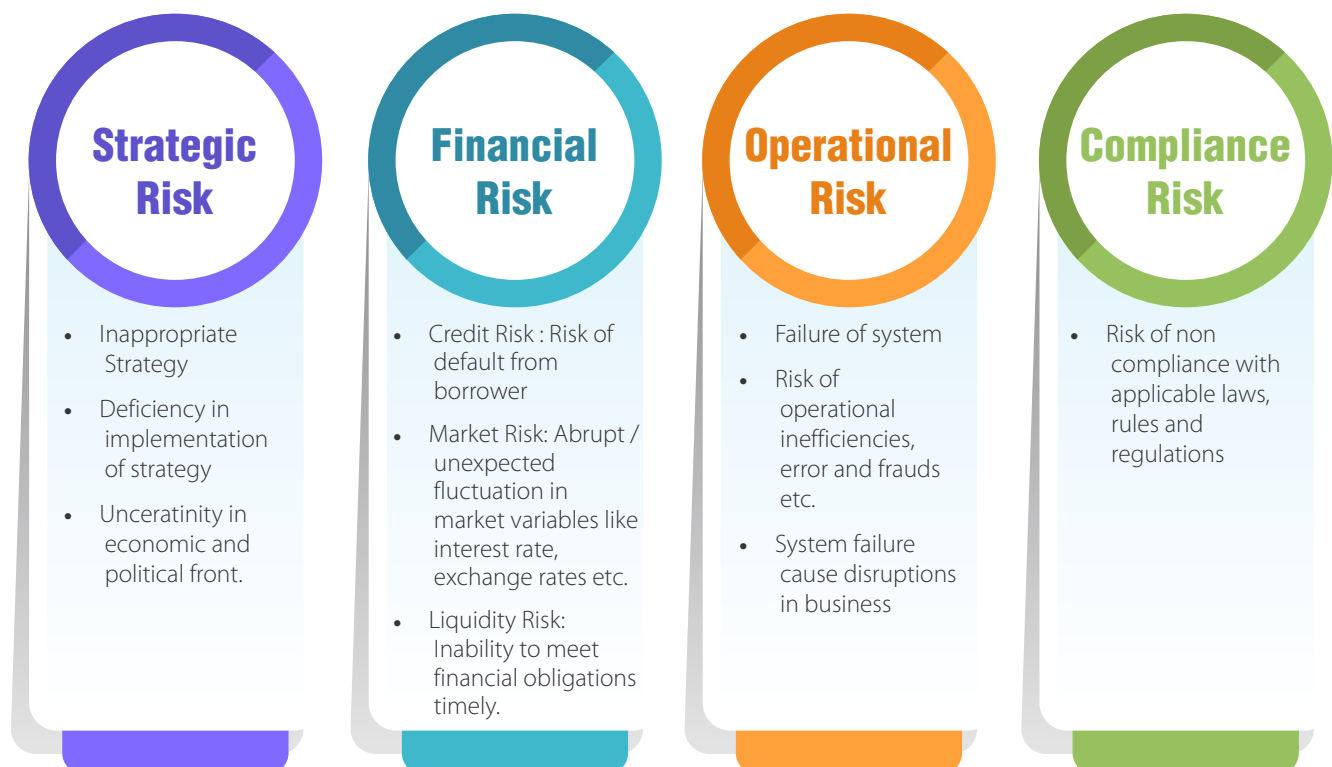 Strategic
Risk
• Inappropriate
Strategy
• Deficiency in
implementation
of strategy
• Unceratinity in
economic and
political front.
Financial
Risk
• Credit Risk : Risk of
default from
borrower
• Market Risk: Abrupt /
unexpected
fluctuation in
market variables like
interest rate,
exchange rates etc.
• Liquidity Risk:
Inability to meet
financial obligations
timely.
Operational
Risk
• Failure of system
• Risk of
operational
inefficiencies,
error and frauds
etc.
• System failure
cause disruptions
in business
Compliance
Risk
• Risk of non
compliance with
applicable laws,
rules and
regulations